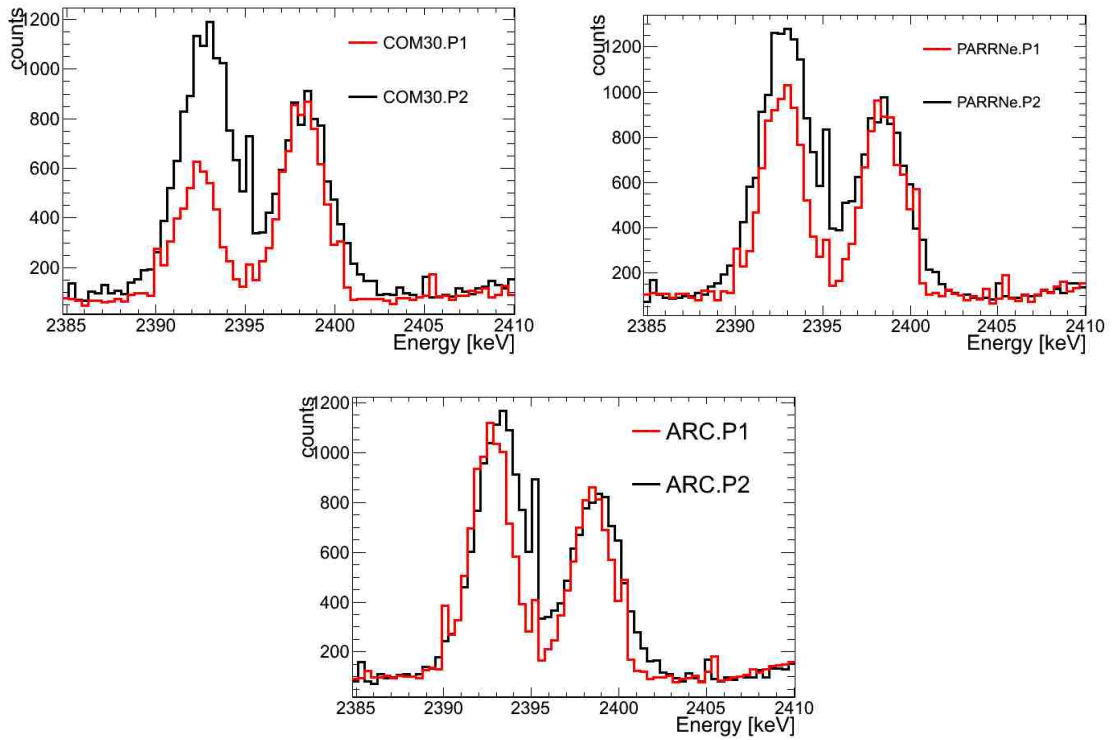 counts
1200
1000
800
600
400
200
COM30.P1
COM30.P2
2385 2390 2395 2400 2405 2410
Energy [keV]
counts
1200
1000
800
600
400
200
PARRNe.P1
PARRNe.P2
2385 2390 2395 2400 2405 2410
Energy [keV]
counts
1200
1000
800
600
400
200
ARC.P1
ARC.P2
2385 2390 2395 2400 2405 2410
Energy [keV]